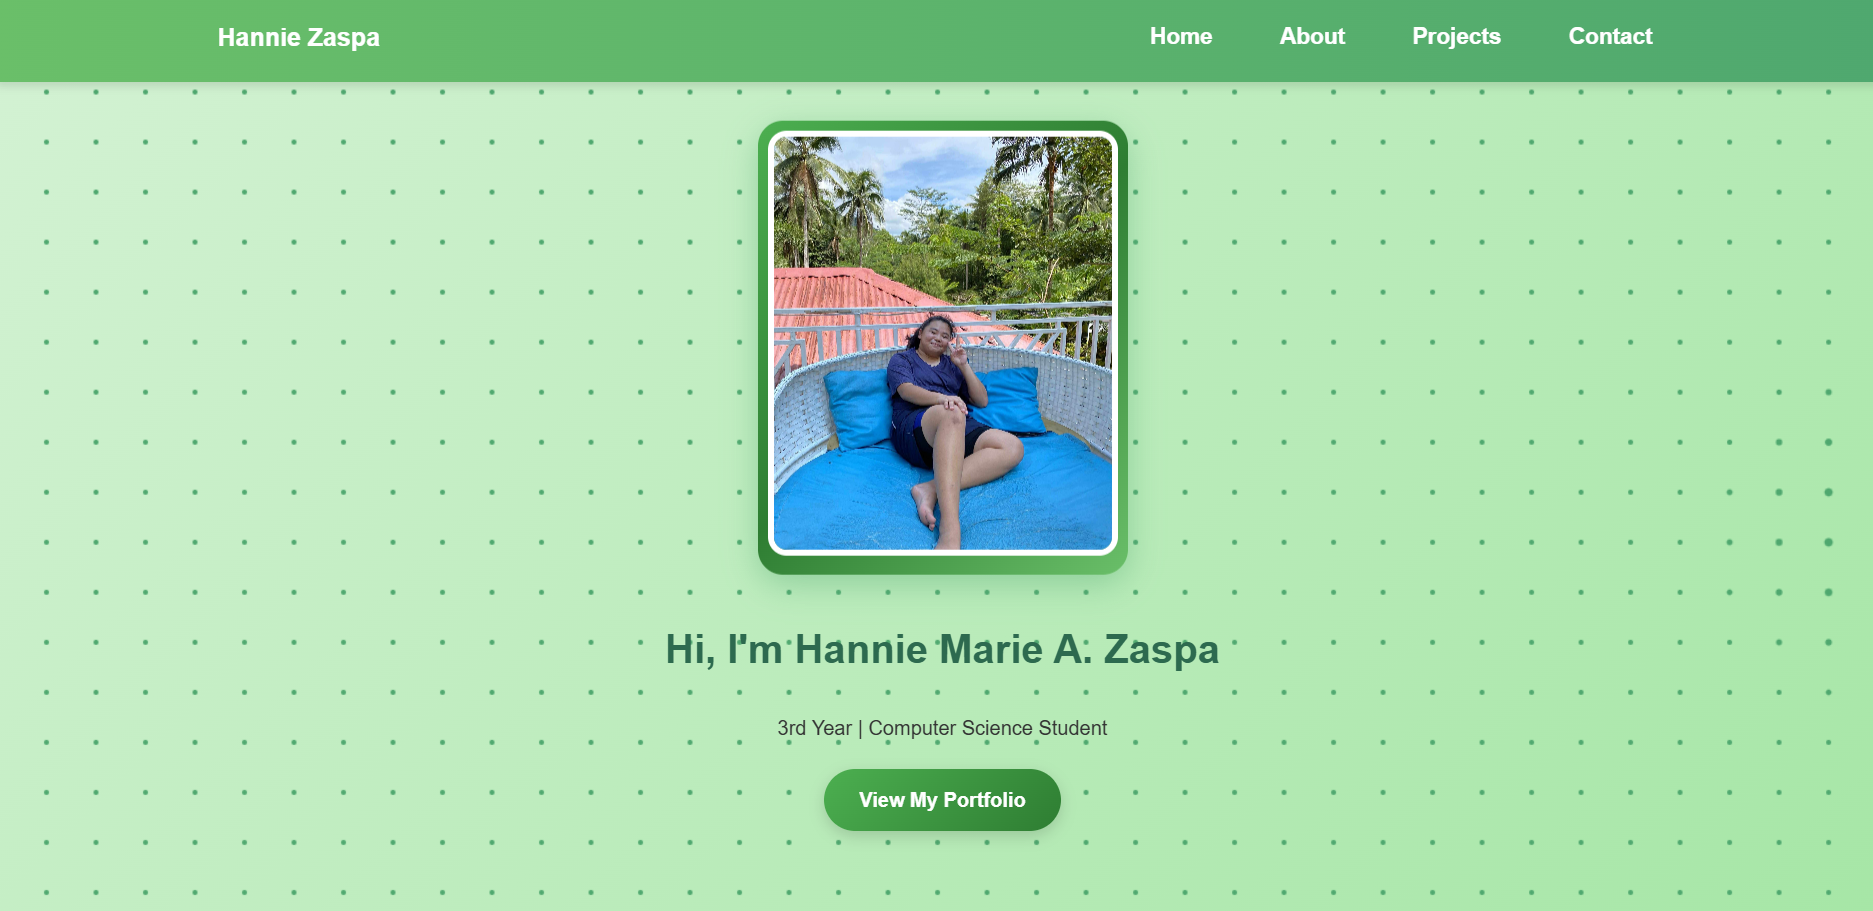 Hannie Zaspa
Home About Projects Contact
Hi, I'm Hannie Marie A. Zaspa
3rd Year | Computer Science Student
View My Portfolio